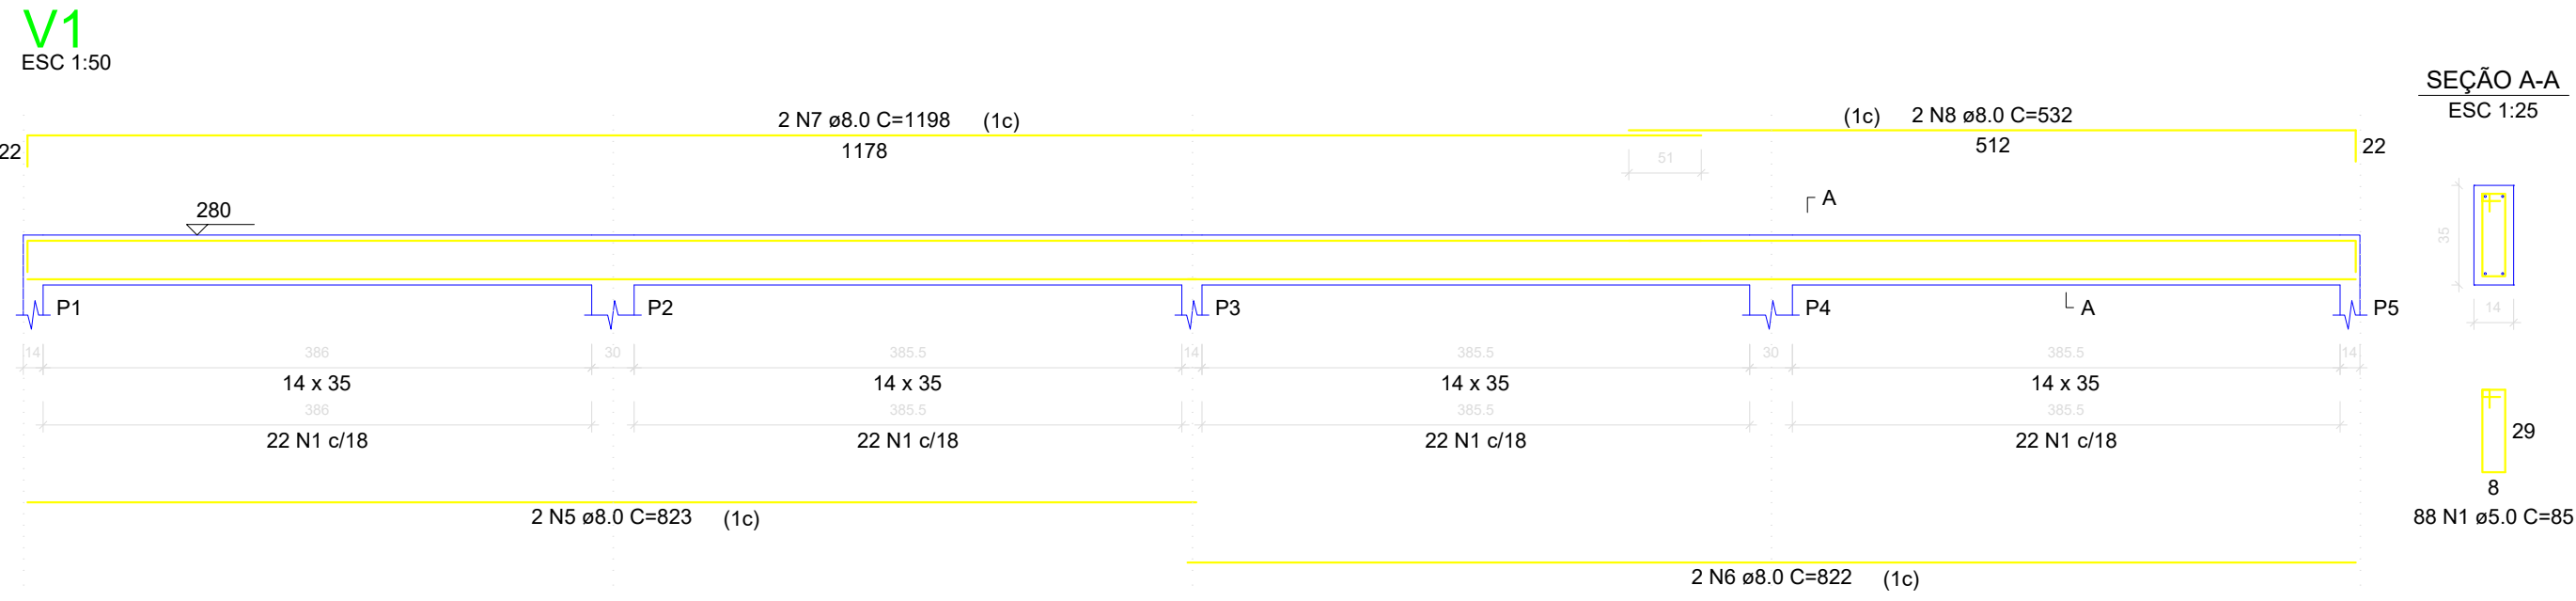 V1
ESC 1:50
SEÇÃO A-A
ESC 1:25
2 N7 ø8.0 C=1198 (1c)
(1c) 2 N8 ø8.0 C=532
22
1178
51
512
22
280
A
35
P1
P2
P3
P4
A
P5
14
14
386
30
385.5
14
385.5
30
385.5
14
14 x 35
14 x 35
14 x 35
14 x 35
386
385.5
385.5
385.5
22 N1 c/18
22 N1 c/18
22 N1 c/18
22 N1 c/18
29
8
88 N1 ø5.0 C=85
2 N5 ø8.0 C=823 (1c)
2 N6 ø8.0 C=822 (1c)